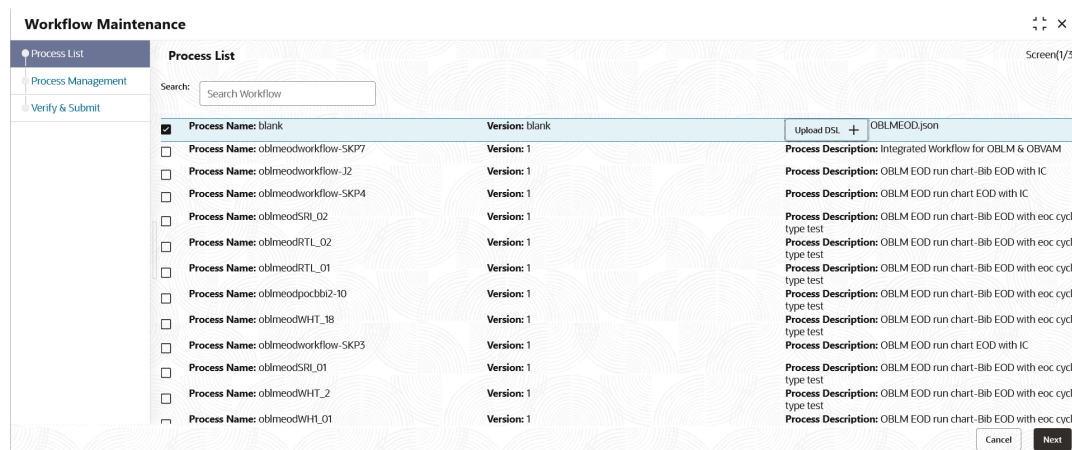 Workflow Maintenance
Process List
Process Management
Verify & Submit
Process List
Screen(1/3
Search:
Search Workflow
Process Name: blank Version: blank Upload DSL + OBLMEOD.json
Process Name: oblmeodworkflow-SKP7 Version: 1 Process Description: Integrated Workflow for OBLM & OBVAM
Process Name: oblmeodworkflow-J2 Version: 1 Process Description: OBLM EOD run chart-Bib EOD with IC
Process Name: oblmeodworkflow-SKP4 Version: 1 Process Description: OBLM EOD run chart EOD with IC
Process Name: oblmeodSRI_02 Version: 1 Process Description: OBLM EOD run chart-Bib EOD with eoc cycl
type test
Process Name: oblmeodRTL_02 Version: 1 Process Description: OBLM EOD run chart-Bib EOD with eoc cycl
type test
Process Name: oblmeodRTL_01 Version: 1 Process Description: OBLM EOD run chart-Bib EOD with eoc cycl
type test
Process Name: oblmeodpocbbi2-10 Version: 1 Process Description: OBLM EOD run chart-Bib EOD with eoc cycl
type test
Process Name: oblmeodWHT_18 Version: 1 Process Description: OBLM EOD run chart-Bib EOD with eoc cycl
type test
Process Name: oblmeodworkflow-SKP3 Version: 1 Process Description: OBLM EOD run chart EOD with IC
Process Name: oblmeodSRI_01 Version: 1 Process Description: OBLM EOD run chart-Bib EOD with eoc cycl
type test
Process Name: oblmeodWHT_2 Version: 1 Process Description: OBLM EOD run chart-Bib EOD with eoc cycl
type test
Process Name: oblmeodWH1_01 Version: 1 Process Description: OBLM EOD run chart-Bib EOD with eoc cycl
Cancel Next